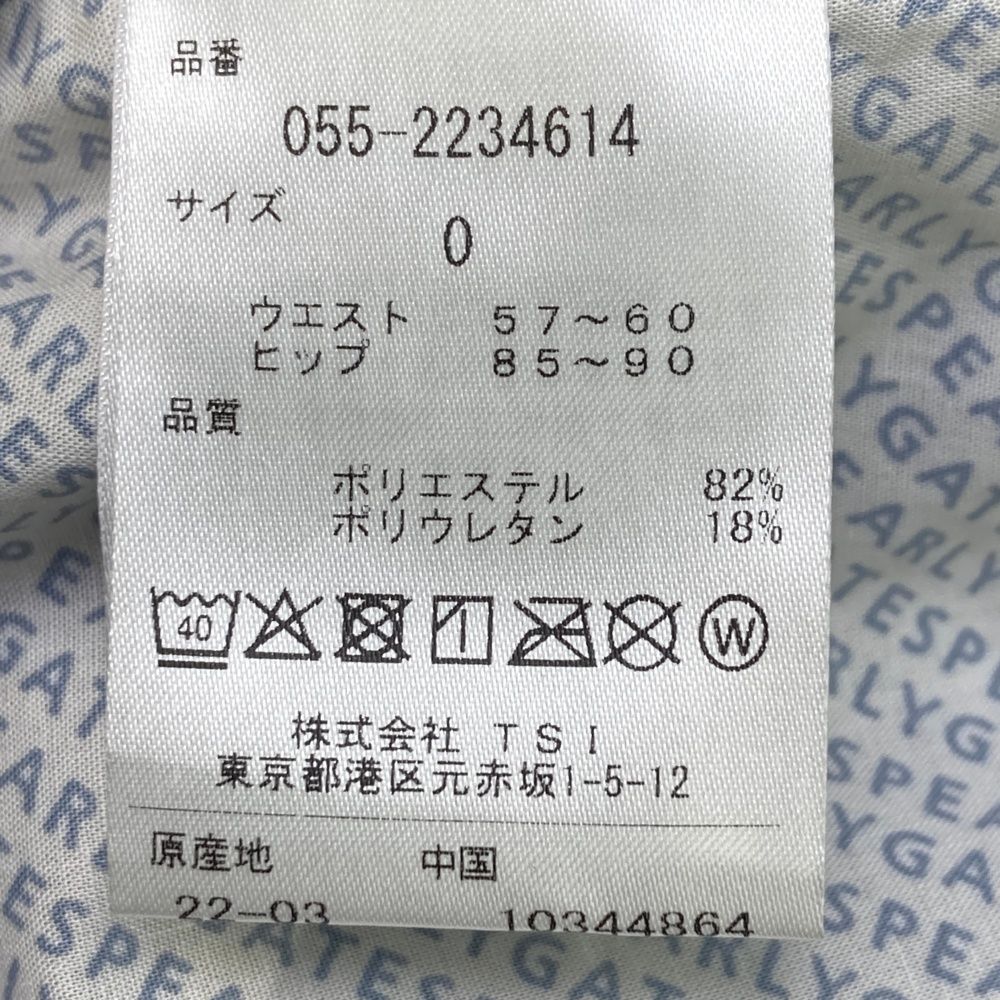 品番
055-2234614
サイズ
0
ウエスト 57～60
ヒップ 85～90
品質
ポリエステル 82%
ポリウレタン 18%
40
W
株式会社 TSI
東京都港区元赤坂1-5-12
原産地 中国
22-03 10344864
PEARLY GATES